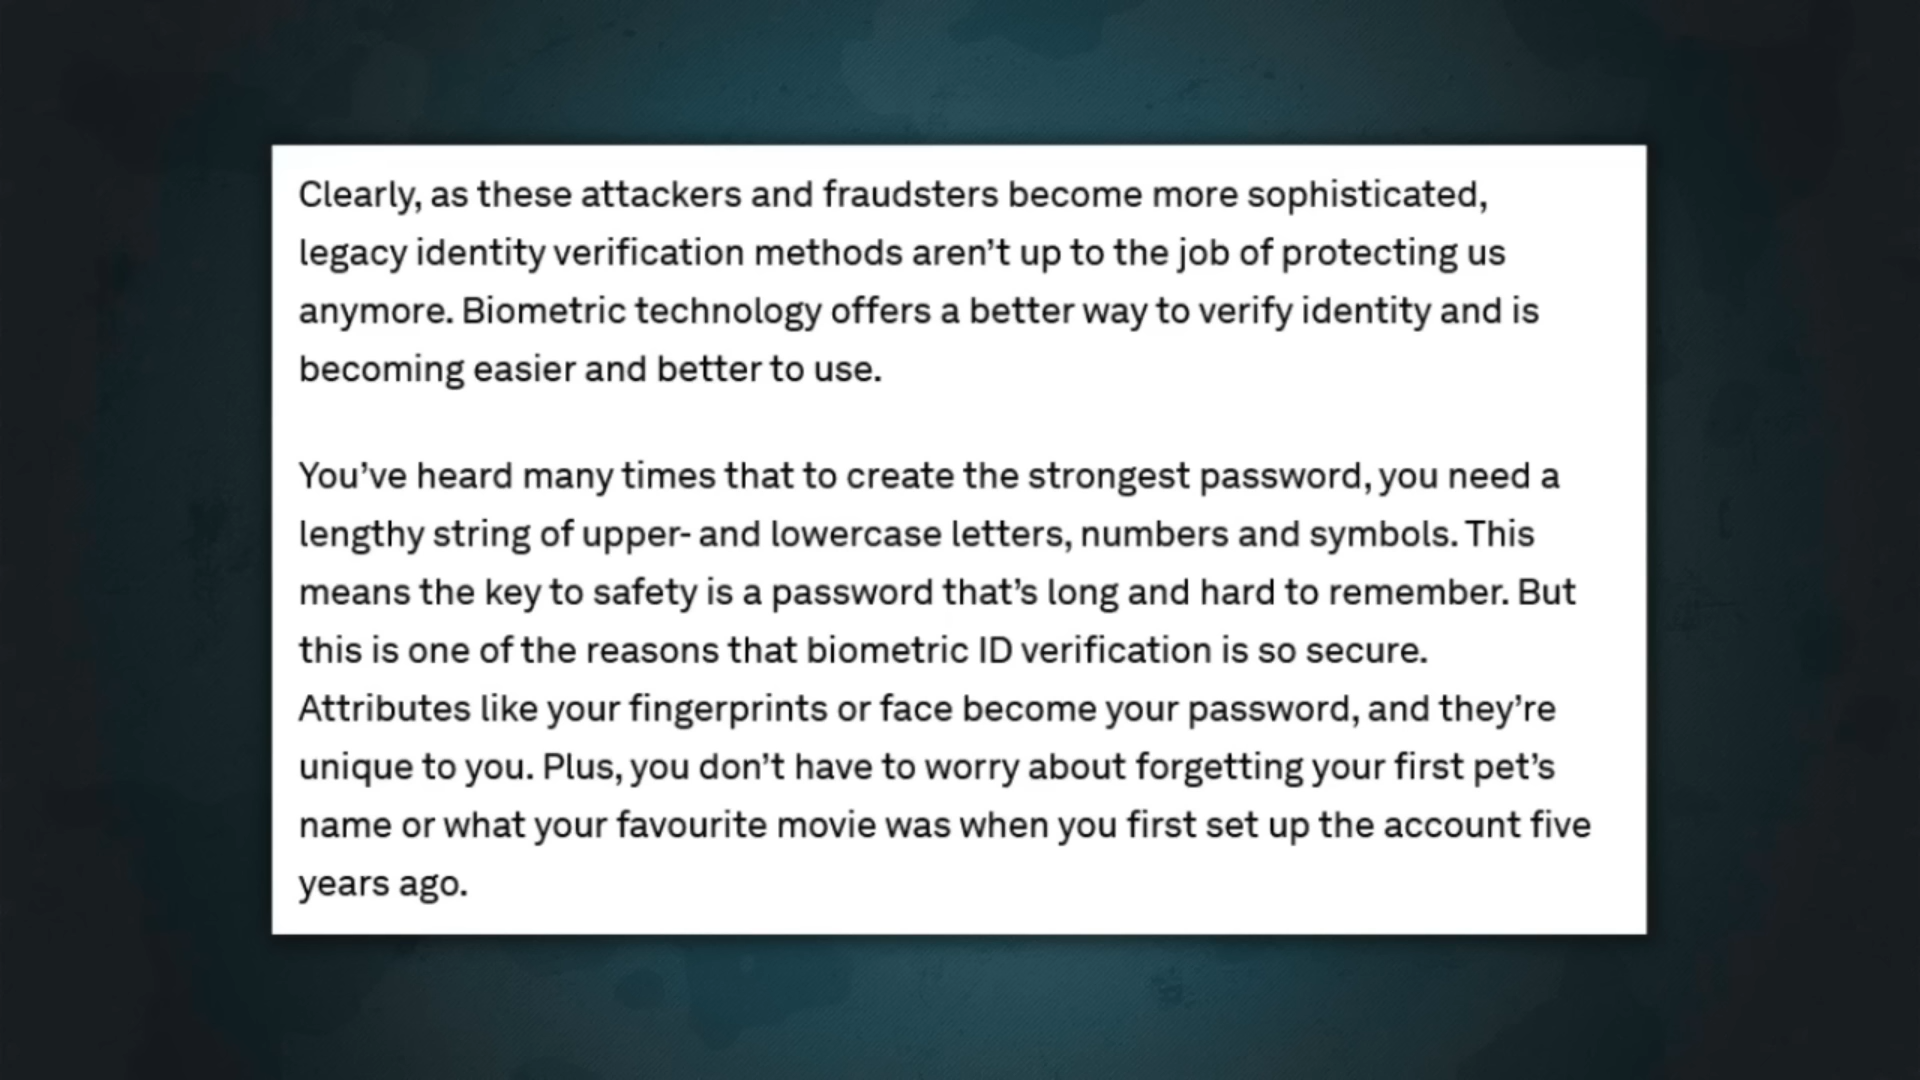 Clearly, as these attackers and fraudsters become more sophisticated,
legacy identity verification methods aren’t up to the job of protecting us
anymore. Biometric technology offers a better way to verify identity and is
becoming easier and better to use.
You’ve heard many times that to create the strongest password, you need a
lengthy string of upper- and lowercase letters, numbers and symbols. This
means the key to safety is a password that’s long and hard to remember. But
this is one of the reasons that biometric ID verification is so secure.
Attributes like your fingerprints or face become your password, and they’re
unique to you. Plus, you don’t have to worry about forgetting your first pet’s
name or what your favourite movie was when you first set up the account five
years ago.